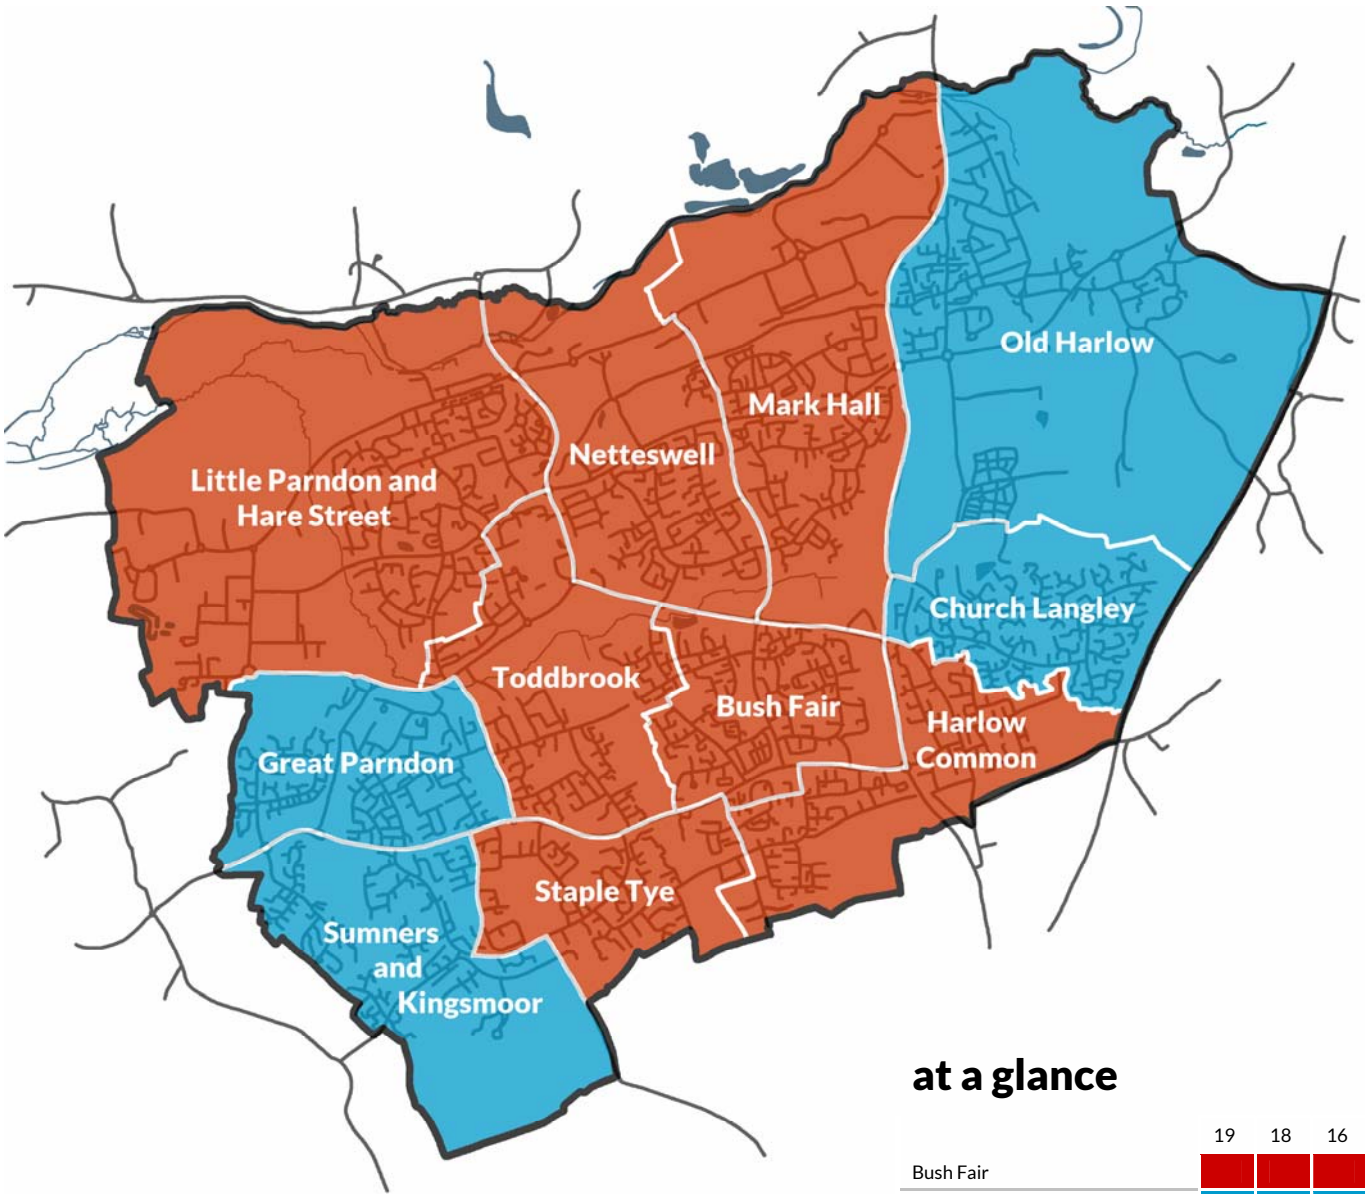 Old Harlow
Mark Hall
Netteswell
Little Parndon and
Hare Street
Church Langley
Toddbrook
Bush Fair
Harlow
Common
Great Parndon
Staple Tye
Sumners
and
Kingsmoor
at a glance
19 18 16
Bush Fair